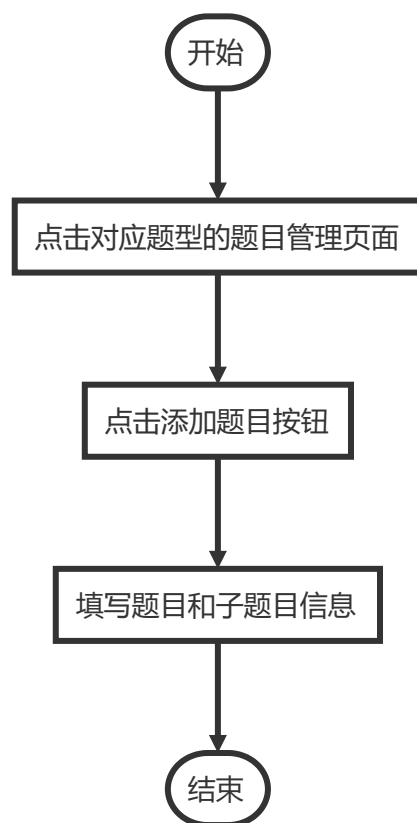 开始
点击对应题型的题目管理页面
点击添加题目按钮
填写题目和子题目信息
结束